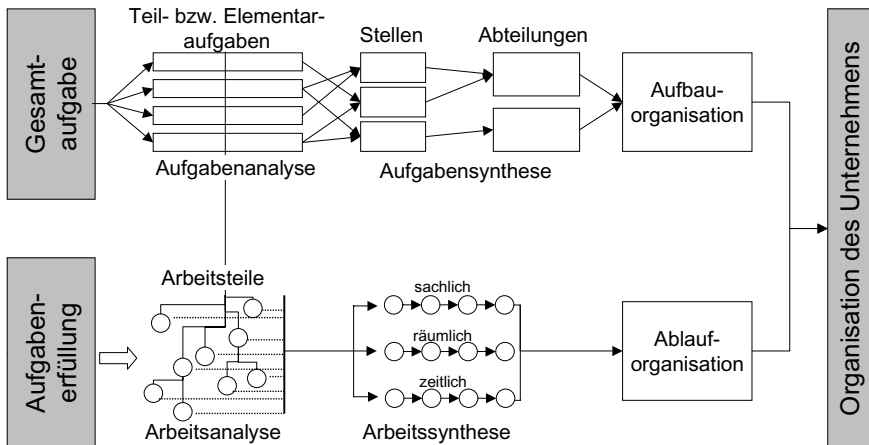 Gesamt-
aufgabe
Teil- bzw. Elementar-
aufgaben
Stellen
Abteilungen
Aufbau-
organisation
Aufgabenanalyse
Aufgabensynthese
Organisation des Unternehmens
Aufgaben-
erfüllung
Arbeitsteile
sachlich
räumlich
zeitlich
Ablauf-
organisation
Arbeitsanalyse
Arbeitssynthese